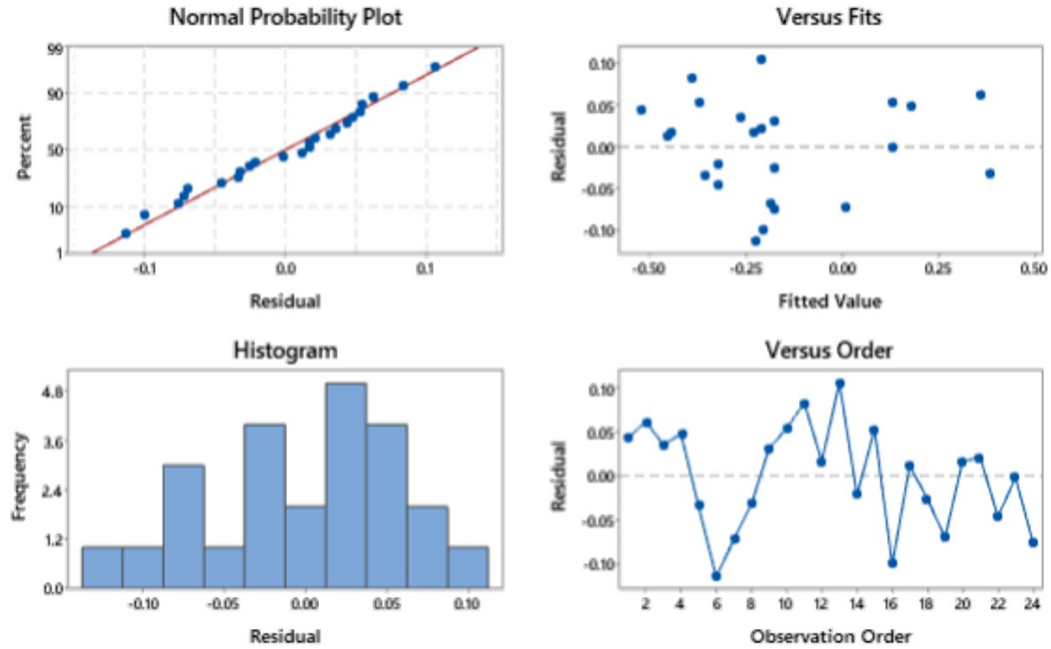 Normal Probability Plot
99
90
50
10
1
Percent
-0.1 0.0 0.1
Residual
Versus Fits
0.10
0.05
0.00
-0.05
-0.10
Residual
-0.50 -0.25 0.00 0.25 0.50
Fitted Value
Histogram
4.8
3.6
2.4
1.2
0.0
Frequency
-0.10 -0.05 0.00 0.05 0.10
Residual
Versus Order
0.10
0.05
0.00
-0.05
-0.10
Residual
2 4 6 8 10 12 14 16 18 20 22 24
Observation Order